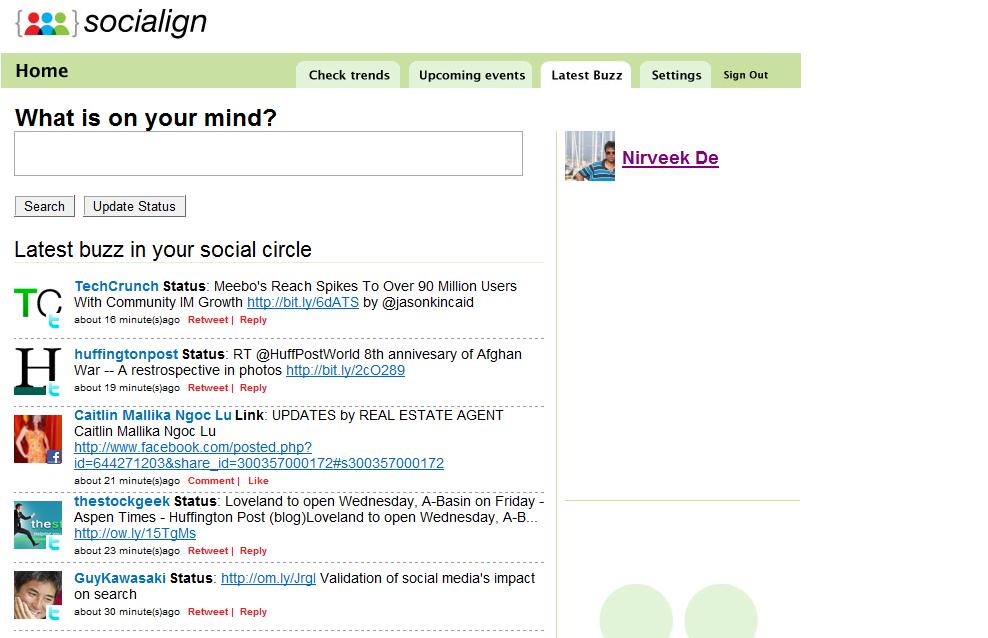 { } socialign
Home
Check trends
Upcoming events
Latest Buzz
Settings
Sign Out
What is on your mind?
Nirveek De
Search
Update Status
Latest buzz in your social circle
TC
TechCrunch Status: Meebo's Reach Spikes To Over 90 Million Users
With Community IM Growth http://bit.ly/6dATS by @jasonkincaid
about 16 minute(s)ago Retweet | Reply
H
huffingtonpost Status: RT @HuffPostWorld 8th annivesary of Afghan
War -- A restrospective in photos http://bit.ly/2cO289
about 19 minute(s)ago Retweet | Reply
Caitlin Mallika Ngoc Lu Link: UPDATES by REAL ESTATE AGENT
Caitlin Mallika Ngoc Lu
http://www.facebook.com/posted.php?
id=644271203&share_id=300357000172#s300357000172
about 21 minute(s)ago Comment | Like
thestockgeek Status: Loveland to open Wednesday, A-Basin on Friday -
Aspen Times - Huffington Post (blog)Loveland to open Wednesday, A-B...
http://ow.ly/15TgMs
about 23 minute(s)ago Retweet | Reply
GuyKawasaki Status: http://om.ly/Jrgl Validation of social media's impact
on search
about 30 minute(s)ago Retweet | Reply